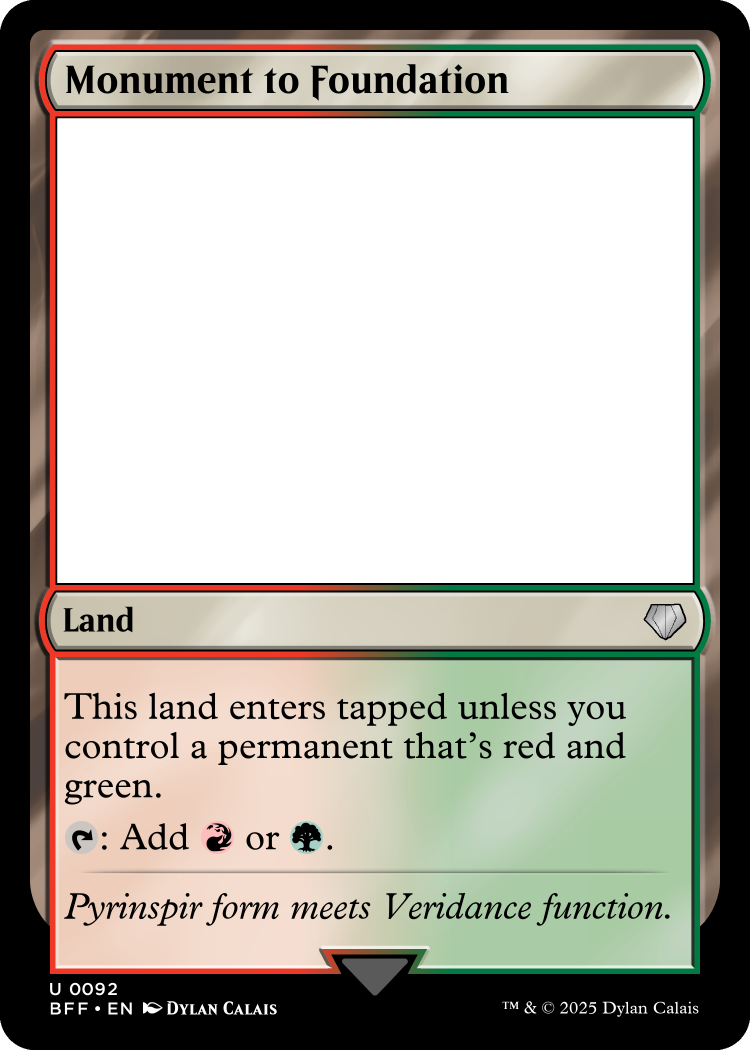 Monument to Foundation
Land
This land enters tapped unless you
control a permanent that's red and
green.
: Add or .
Pyrinspir form meets Veridance function.
U 0092
BFF • EN DYLAN CALAIS
™ & © 2025 Dylan Calais